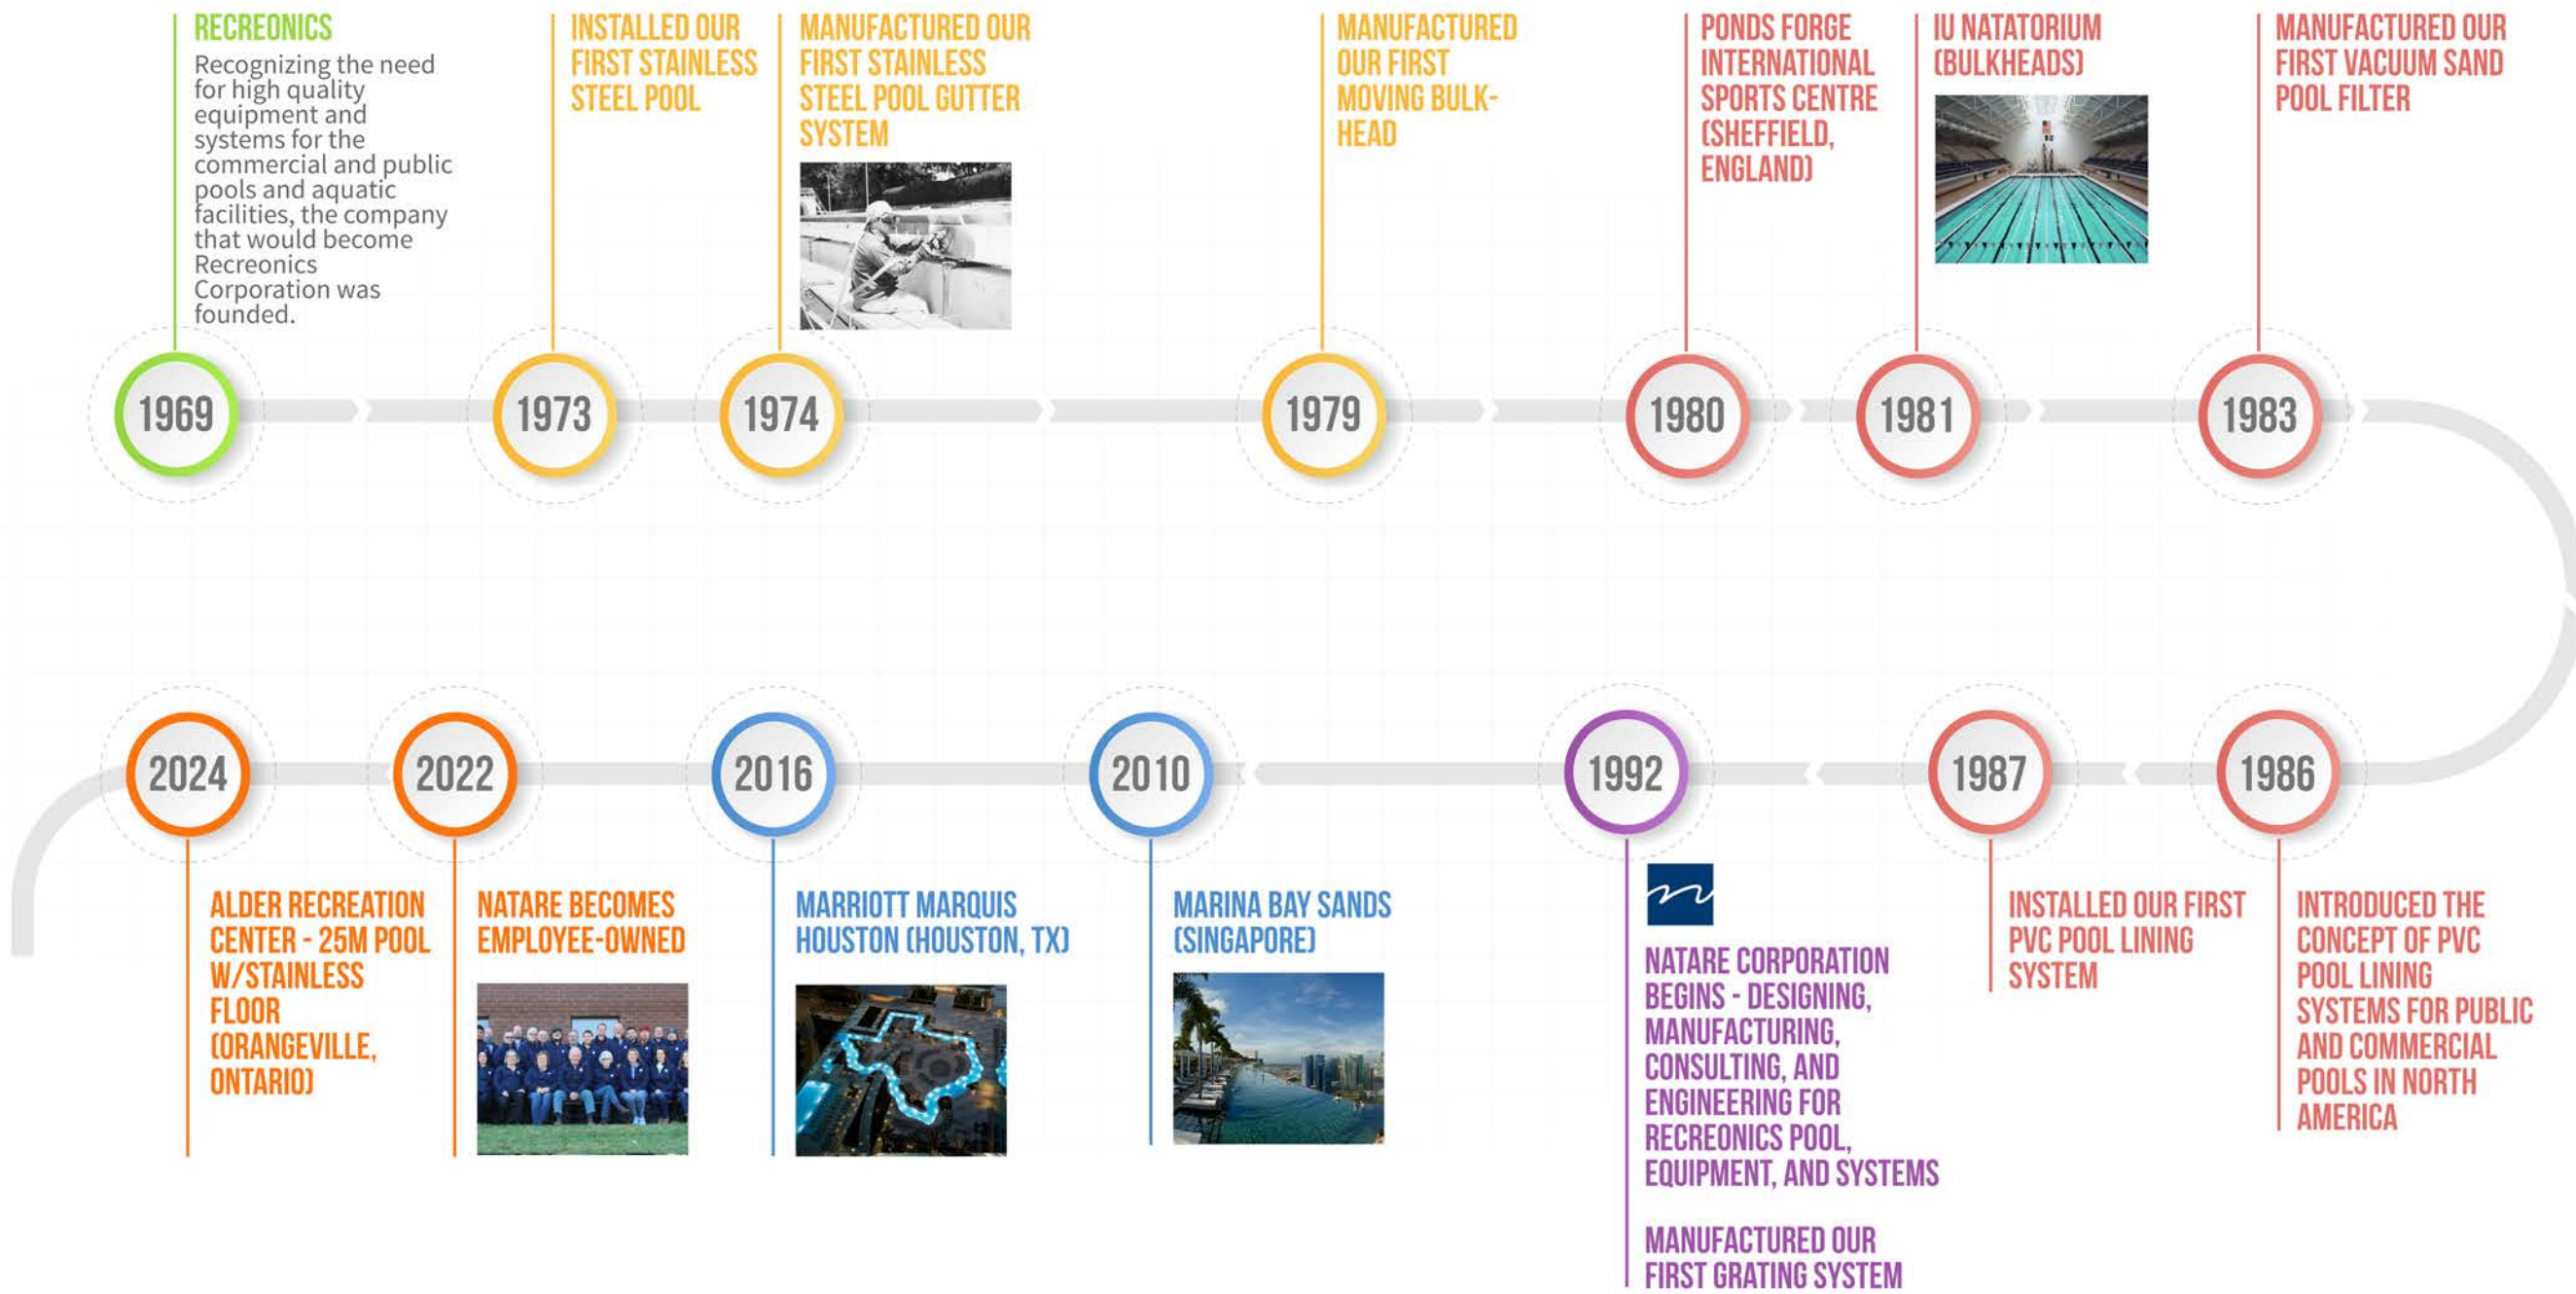 RECREONICS
Recognizing the need
for high quality
equipment and
systems for the
commercial and public
pools and aquatic
facilities, the company
that would become
Recreonics
Corporation was
founded.
1969
INSTALLED OUR
FIRST STAINLESS
STEEL POOL
1973
MANUFACTURED OUR
FIRST STAINLESS
STEEL POOL GUTTER
SYSTEM
1974
MANUFACTURED
OUR FIRST
MOVING BULK-
HEAD
1979
PONDS FORGE
INTERNATIONAL
SPORTS CENTRE
(SHEFFIELD,
ENGLAND)
1980
IU NATATORIUM
(BULKHEADS)
1981
MANUFACTURED OUR
FIRST VACUUM SAND
POOL FILTER
1983
1986
INTRODUCED THE
CONCEPT OF PVC
POOL LINING
SYSTEMS FOR PUBLIC
AND COMMERCIAL
POOLS IN NORTH
AMERICA
1987
INSTALLED OUR FIRST
PVC POOL LINING
SYSTEM
1992
NATARE CORPORATION
BEGINS - DESIGNING,
MANUFACTURING,
CONSULTING, AND
ENGINEERING FOR
RECREONICS POOL,
EQUIPMENT, AND SYSTEMS
MANUFACTURED OUR
FIRST GRATING SYSTEM
2010
MARINA BAY SANDS
(SINGAPORE)
2016
MARRIOTT MARQUIS
HOUSTON (HOUSTON, TX)
2022
NATARE BECOMES
EMPLOYEE-OWNED
2024
ALDER RECREATION
CENTER - 25M POOL
W/STAINLESS
FLOOR
(ORANGEVILLE,
ONTARIO)